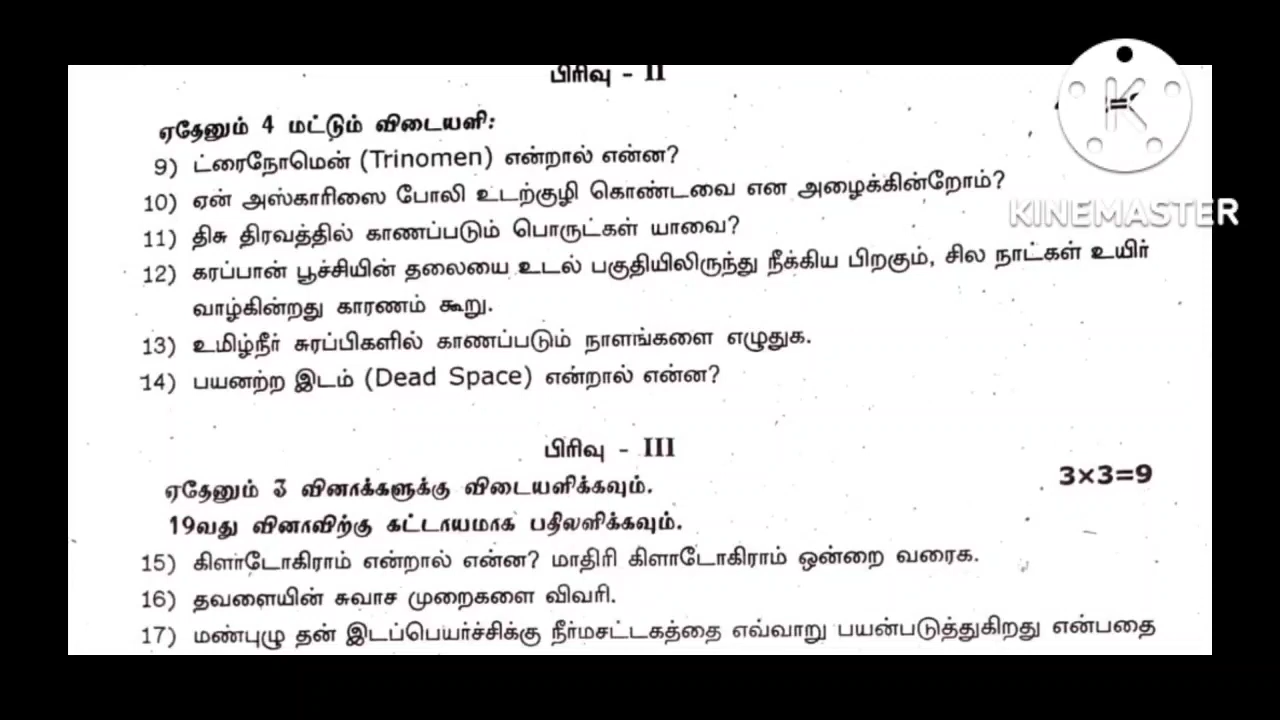 பிரிவு - II
ஏதேனும் 4 மட்டும் விடையளி:
9) ட்ரைநோமென் (Trinomen) என்றால் என்ன?
10) ஏன் அஸ்காரிஸை போலி உடற்குழி கொண்டவை என அழைக்கின்றோம்?
KINEMASTER
11) திசு திரவத்தில் காணப்படும் பொருட்கள் யாவை?
12) கரப்பான் பூச்சியின் தலையை உடல் பகுதியிலிருந்து நீக்கிய பிறகும், சில நாட்கள் உயிர்
வாழ்கின்றது காரணம் கூறு.
13) உமிழ்நீர் சுரப்பிகளில் காணப்படும் நாளங்களை எழுதுக.
14) பயனற்ற இடம் (Dead Space) என்றால் என்ன?
பிரிவு - III
3×3=9
ஏதேனும் 3 வினாக்களுக்கு விடையளிக்கவும்.
19வது வினாவிற்கு கட்டாயமாக பதிலளிக்கவும்.
15) கிளாடோகிராம் என்றால் என்ன? மாதிரி கிளாடோகிராம் ஒன்றை வரைக.
16) தவளையின் சுவாச முறைகளை விவரி.
17) மண்புழு தன் இடப்பெயர்ச்சிக்கு நீர்மசட்டகத்தை எவ்வாறு பயன்படுத்துகிறது என்பதை